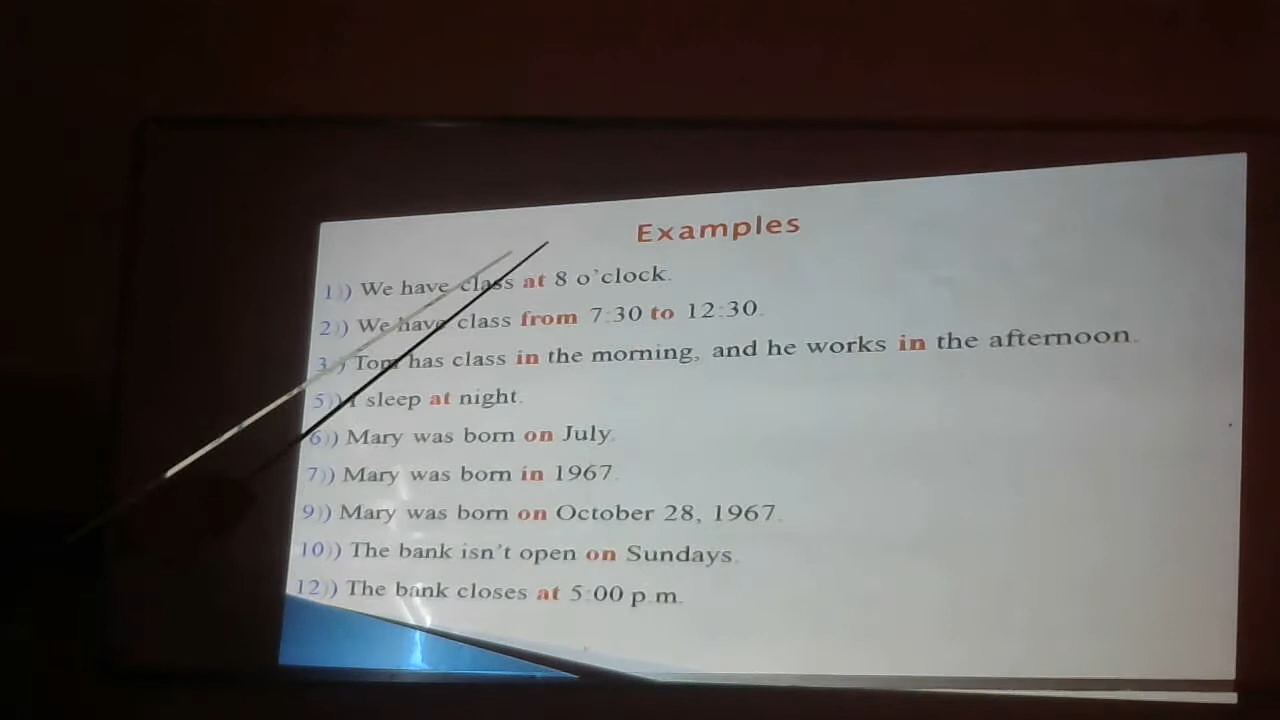 Examples
1)) We have class at 8 o'clock.
2)) We have class from 7:30 to 12:30.
3)) Tom has class in the morning, and he works in the afternoon.
5)) I sleep at night.
6)) Mary was born on July.
7)) Mary was born in 1967.
9)) Mary was born on October 28, 1967.
10)) The bank isn't open on Sundays.
12)) The bank closes at 5:00 p.m.